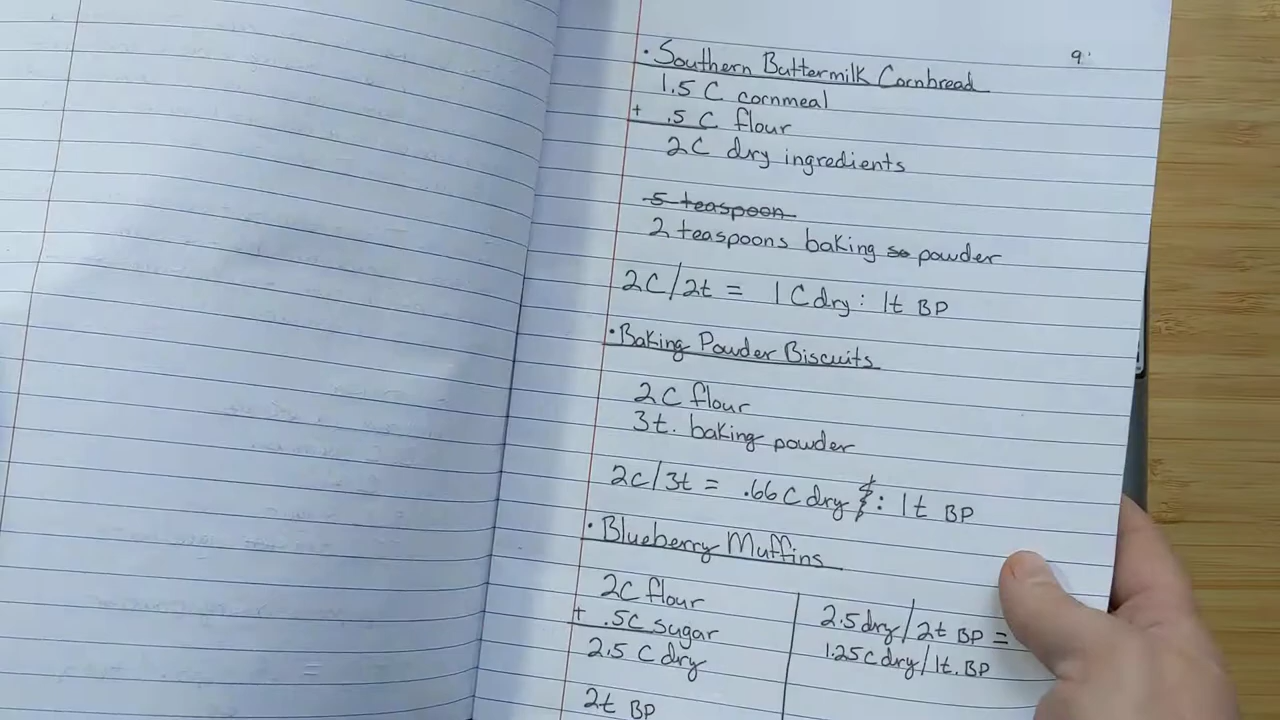 9
· Southern Buttermilk Cornbread
1.5 C cornmeal
+ .5 C flour
2C dry ingredients
5 teaspoon
2 teaspoons baking so powder
2C/2t = 1 C dry : 1t BP
· Baking Powder Biscuits
2C flour
3t. baking powder
2C/3t = .66 C dry : 1t BP
· Blueberry Muffins
2C flour
+ .5C sugar
2.5 C dry
2t BP
2.5 dry/2t BP =
1.25C dry/1t. BP